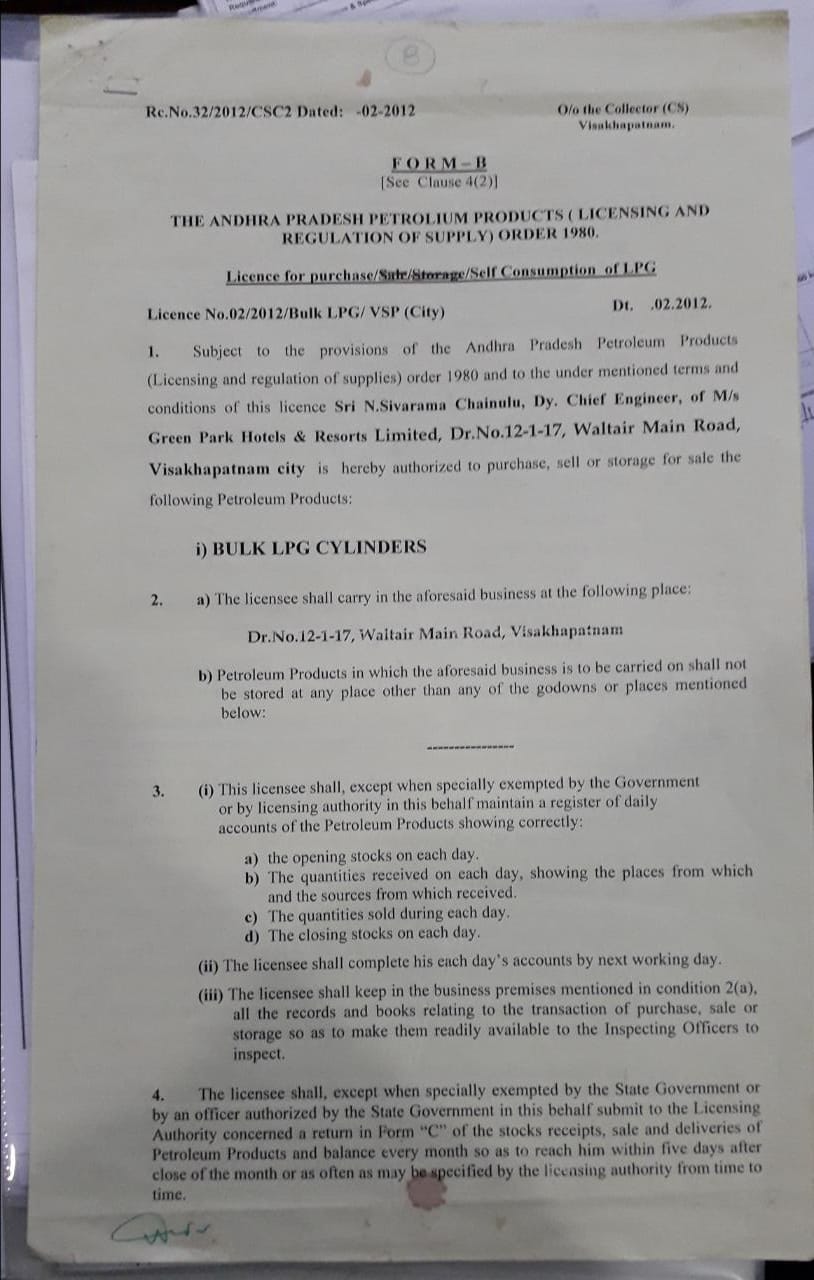 B
Rc.No.32/2012/CSC2 Dated: -02-2012
O/o the Collector (CS)
Visakhapatnam.
FORM – B
[See Clause 4(2)]
THE ANDHRA PRADESH PETROLIUM PRODUCTS ( LICENSING AND
REGULATION OF SUPPLY) ORDER 1980.
Licence for purchase/Sale/Storage/Self Consumption of LPG
Licence No.02/2012/Bulk LPG/ VSP (City)
Dt. .02.2012.
1. Subject to the provisions of the Andhra Pradesh Petroleum Products
(Licensing and regulation of supplies) order 1980 and to the under mentioned terms and
conditions of this licence Sri N.Sivarama Chainulu, Dy. Chief Engineer, of M/s
Green Park Hotels & Resorts Limited, Dr.No.12-1-17, Waltair Main Road,
Visakhapatnam city is hereby authorized to purchase, sell or storage for sale the
following Petroleum Products:
i) BULK LPG CYLINDERS
2. a) The licensee shall carry in the aforesaid business at the following place:
Dr.No.12-1-17, Waltair Main Road, Visakhapatnam
b) Petroleum Products in which the aforesaid business is to be carried on shall not
be stored at any place other than any of the godowns or places mentioned
below:
----------------
3. (i) This licensee shall, except when specially exempted by the Government
or by licensing authority in this behalf maintain a register of daily
accounts of the Petroleum Products showing correctly:
a) the opening stocks on each day.
b) The quantities received on each day, showing the places from which
and the sources from which received.
c) The quantities sold during each day.
d) The closing stocks on each day.
(ii) The licensee shall complete his each day's accounts by next working day.
(iii) The licensee shall keep in the business premises mentioned in condition 2(a),
all the records and books relating to the transaction of purchase, sale or
storage so as to make them readily available to the Inspecting Officers to
inspect.
4. The licensee shall, except when specially exempted by the State Government or
by an officer authorized by the State Government in this behalf submit to the Licensing
Authority concerned a return in Form "C" of the stocks receipts, sale and deliveries of
Petroleum Products and balance every month so as to reach him within five days after
close of the month or as often as may be specified by the licensing authority from time to
time.